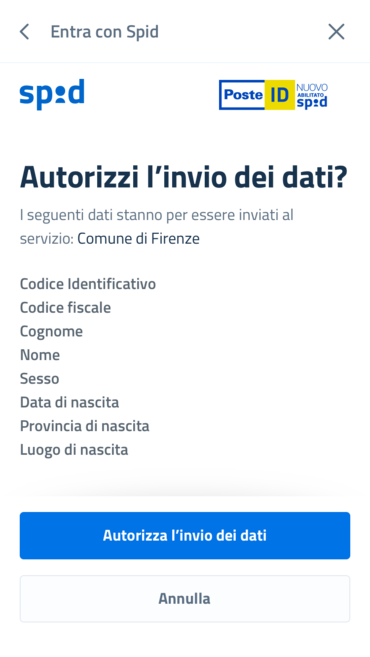 Entra con Spid
spid
Poste ID NUOVO ABILITATO spid
Autorizzi l'invio dei dati?
I seguenti dati stanno per essere inviati al
servizio: Comune di Firenze
Codice Identificativo
Codice fiscale
Cognome
Nome
Sesso
Data di nascita
Provincia di nascita
Luogo di nascita
Autorizza l'invio dei dati
Annulla